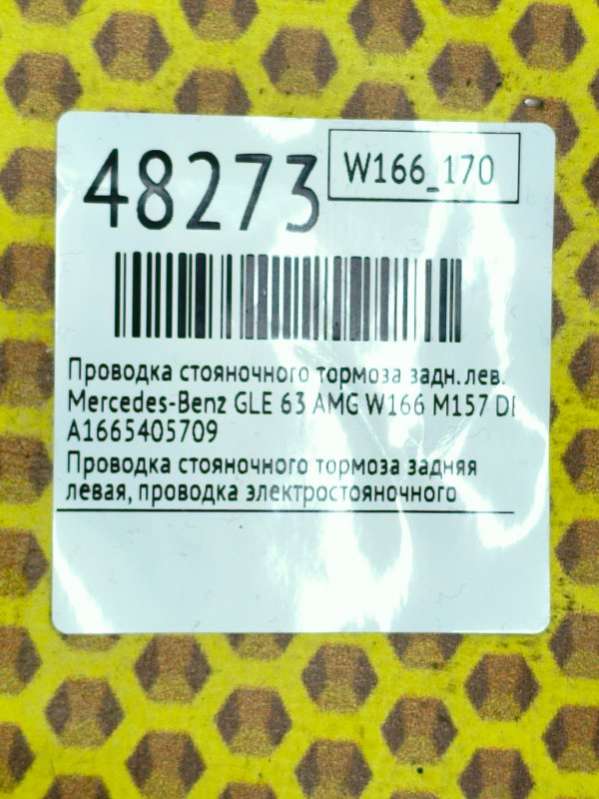 48273
W166_170
Проводка стояночного тормоза задн.лев.
Mercedes-Benz GLE 63 AMG W166 M157 DI
A1665405709
Проводка стояночного тормоза задняя
левая, проводка электростояночного